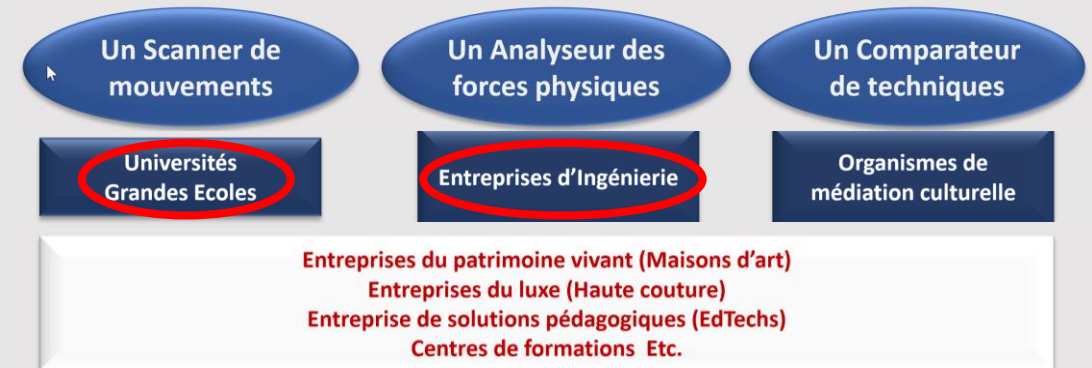 Un Scanner de
mouvements
Un Analyseur des
forces physiques
Un Comparateur
de techniques
Universités
Grandes Ecoles
Entreprises d'Ingénierie
Organismes de
médiation culturelle
Entreprises du patrimoine vivant (Maisons d'art)
Entreprises du luxe (Haute couture)
Entreprise de solutions pédagogiques (EdTechs)
Centres de formations Etc.